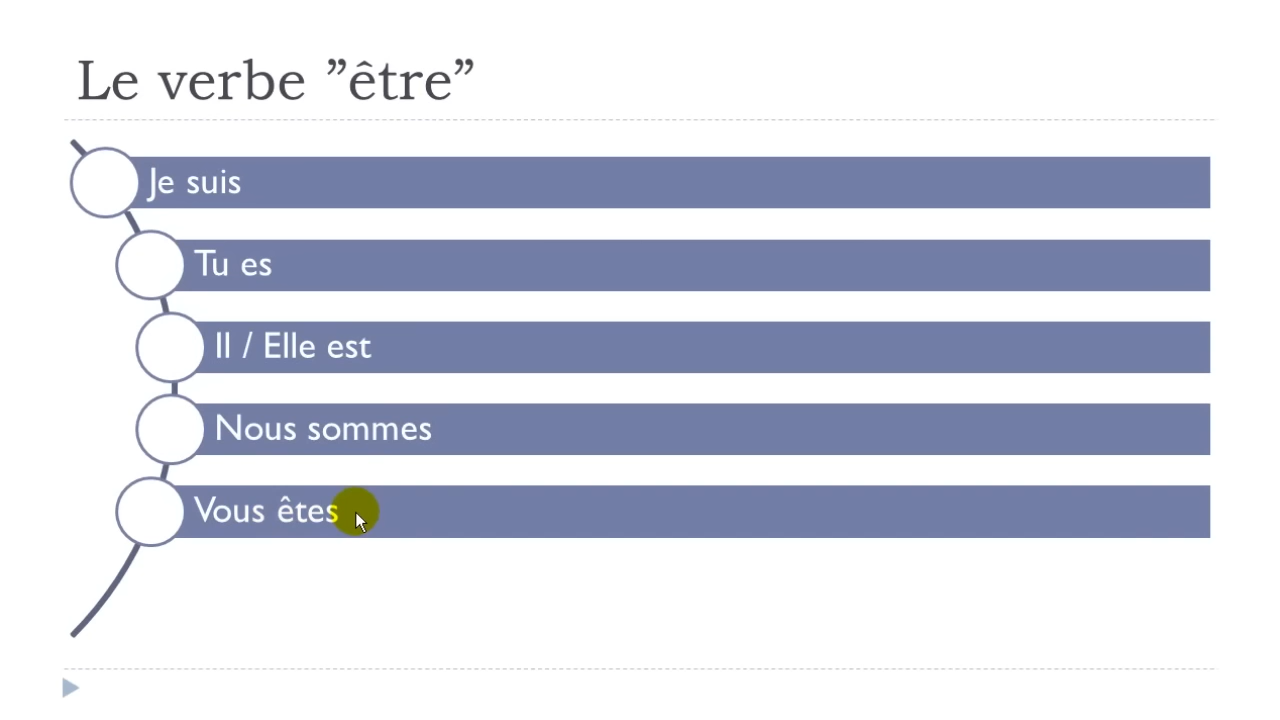 Le verbe ”être”
Je suis
Tu es
Il / Elle est
Nous sommes
Vous êtes